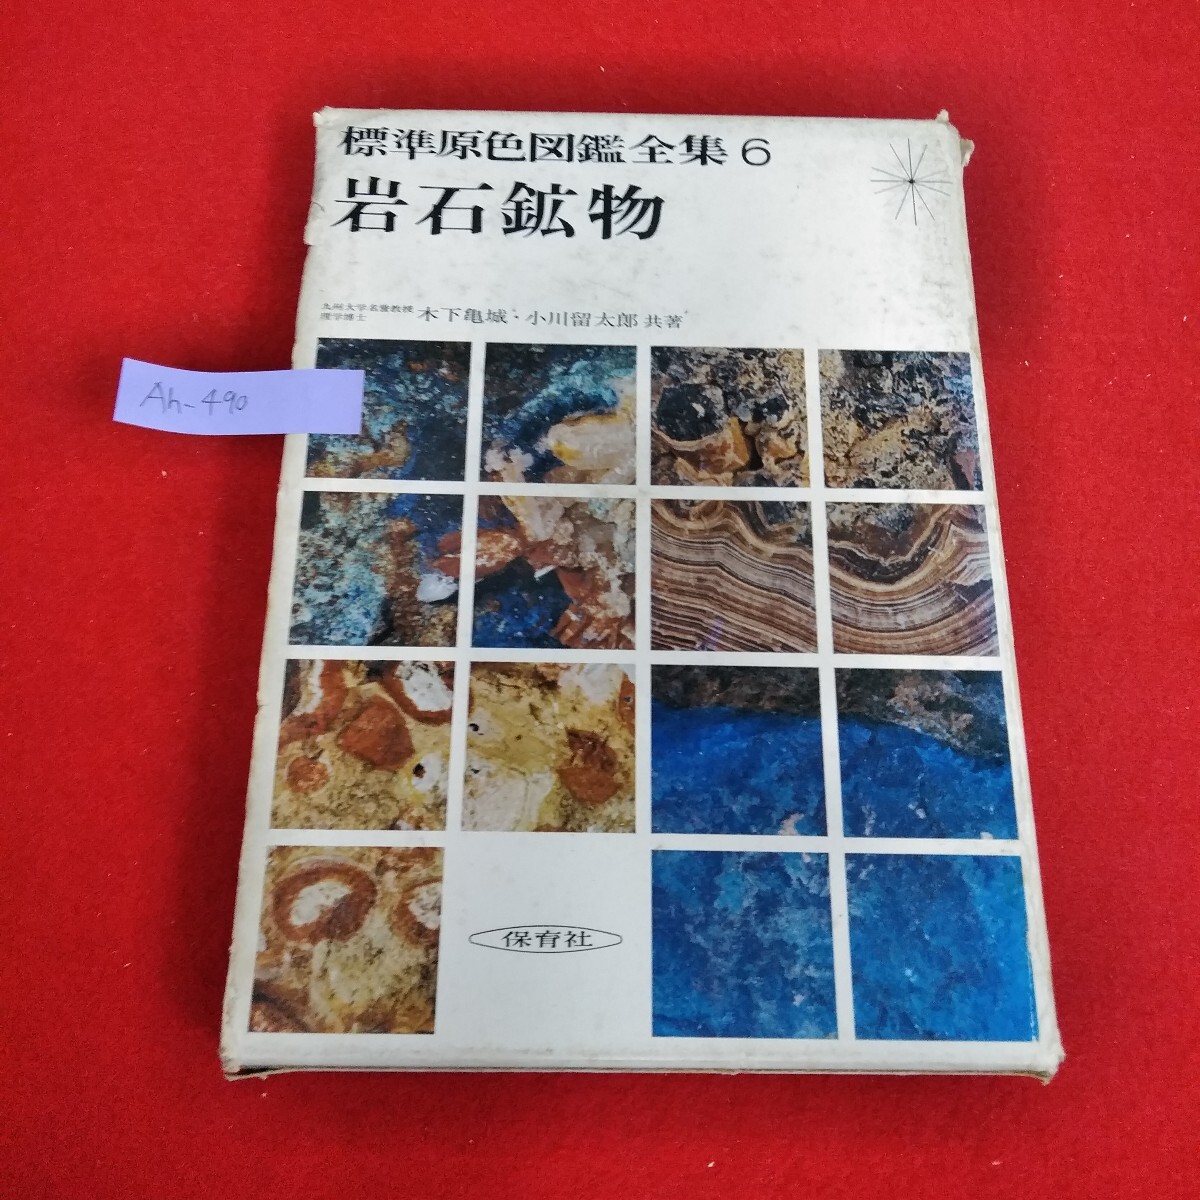 標準原色図鑑全集 6
岩石鉱物
九州大学名誉教授
理学博士
木下亀城・小川留太郎 共著
Ah-490
保育社